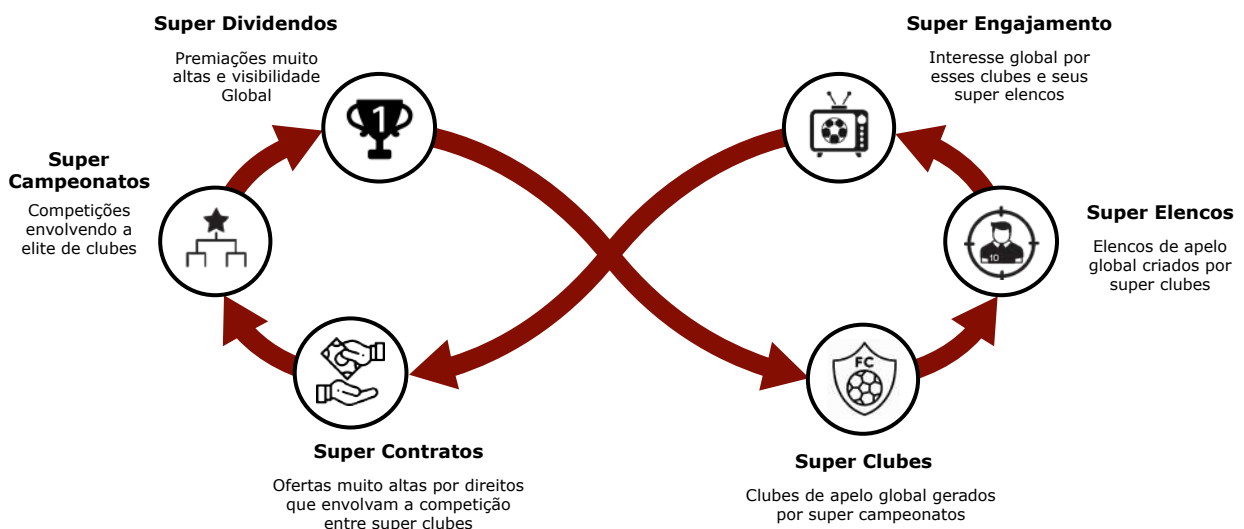 Super Dividendos
Premiações muito
altas e visibilidade
Global
1
Super Engajamento
Interesse global por
esses clubes e seus
super elencos
Super
Campeonatos
Competições
envolvendo a
elite de clubes
Super Elencos
Elencos de apelo
global criados por
super clubes
10
Super Contratos
Ofertas muito altas por direitos
que envolvam a competição
entre super clubes
FC
Super Clubes
Clubes de apelo global gerados
por super campeonatos